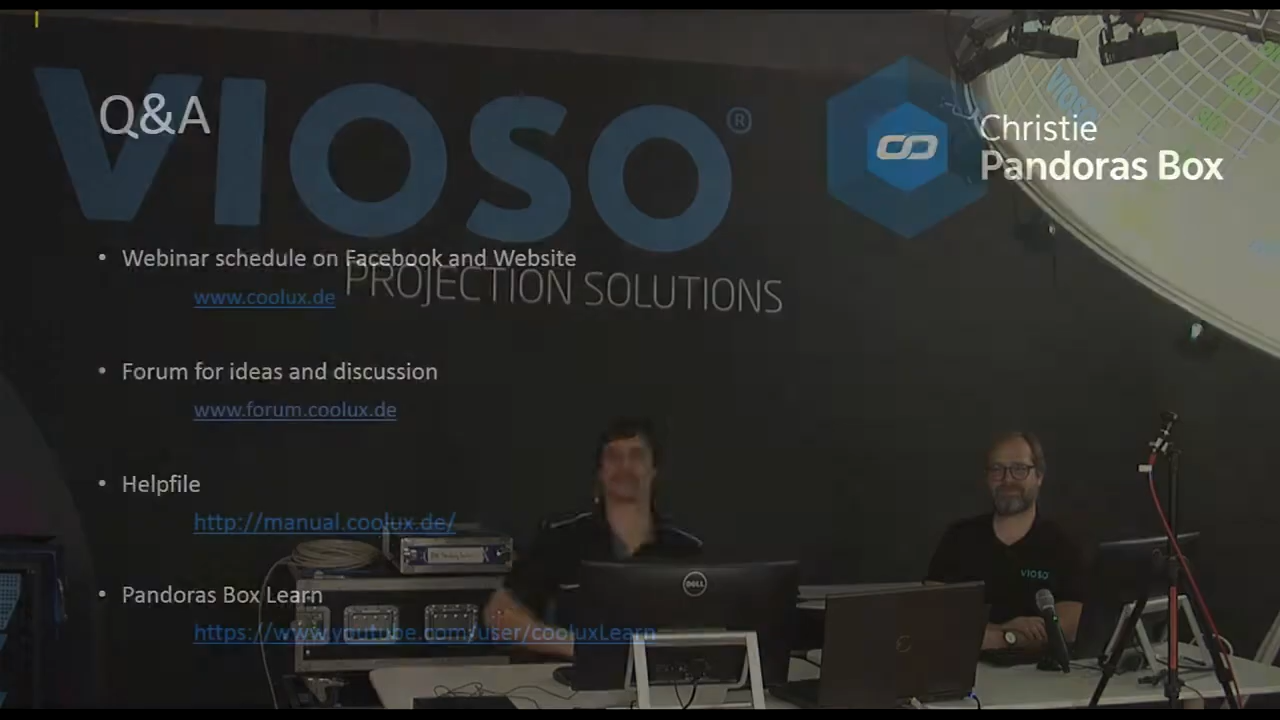 Q&A
VIOSO®
PROJECTION SOLUTIONS
Christie
Pandoras Box
• Webinar schedule on Facebook and Website
www.coolux.de
• Forum for ideas and discussion
www.forum.coolux.de
• Helpfile
http://manual.coolux.de/
• Pandoras Box Learn
https://www.youtube.com/user/cooluxLearn
DELL
VIOSO
VIOSO